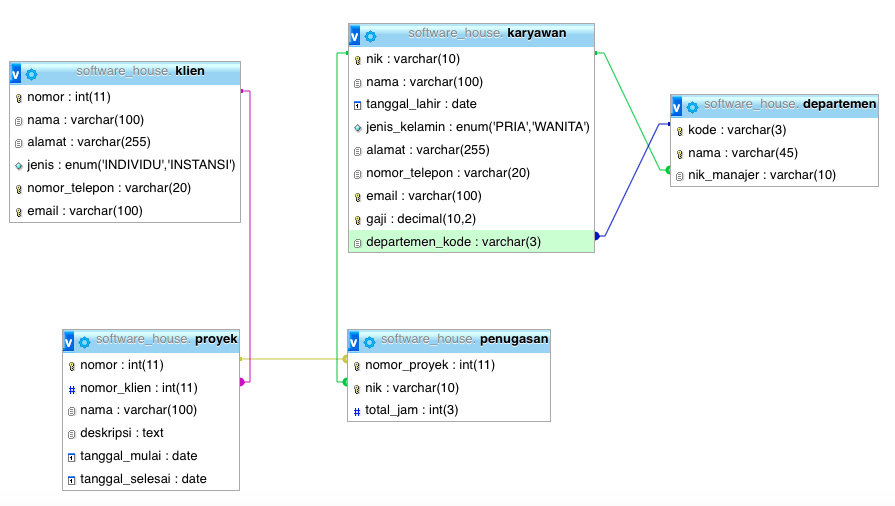 software_house. klien
nomor : int(11)
nama : varchar(100)
alamat : varchar(255)
jenis : enum('INDIVIDU','INSTANSI')
nomor_telepon : varchar(20)
email : varchar(100)
software_house. karyawan
nik : varchar(10)
nama : varchar(100)
tanggal_lahir : date
jenis_kelamin : enum('PRIA','WANITA')
alamat : varchar(255)
nomor_telepon : varchar(20)
email : varchar(100)
gaji : decimal(10,2)
departemen_kode : varchar(3)
software_house. departemen
kode : varchar(3)
nama : varchar(45)
nik_manajer : varchar(10)
software_house. proyek
nomor : int(11)
nomor_klien : int(11)
nama : varchar(100)
deskripsi : text
tanggal_mulai : date
tanggal_selesai : date
software_house. penugasan
nomor_proyek : int(11)
nik : varchar(10)
total_jam : int(3)